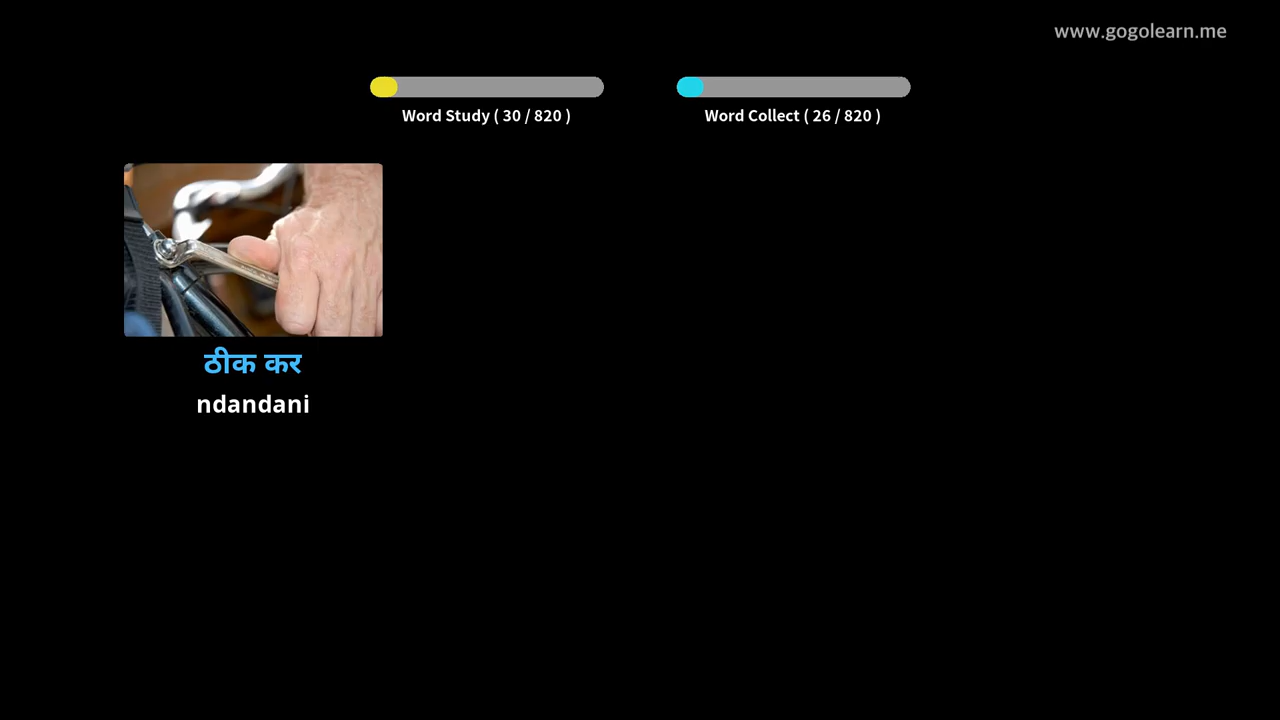 www.gogolearn.me
Word Study ( 30 / 820 )
Word Collect ( 26 / 820 )
ठीक कर
ndandani